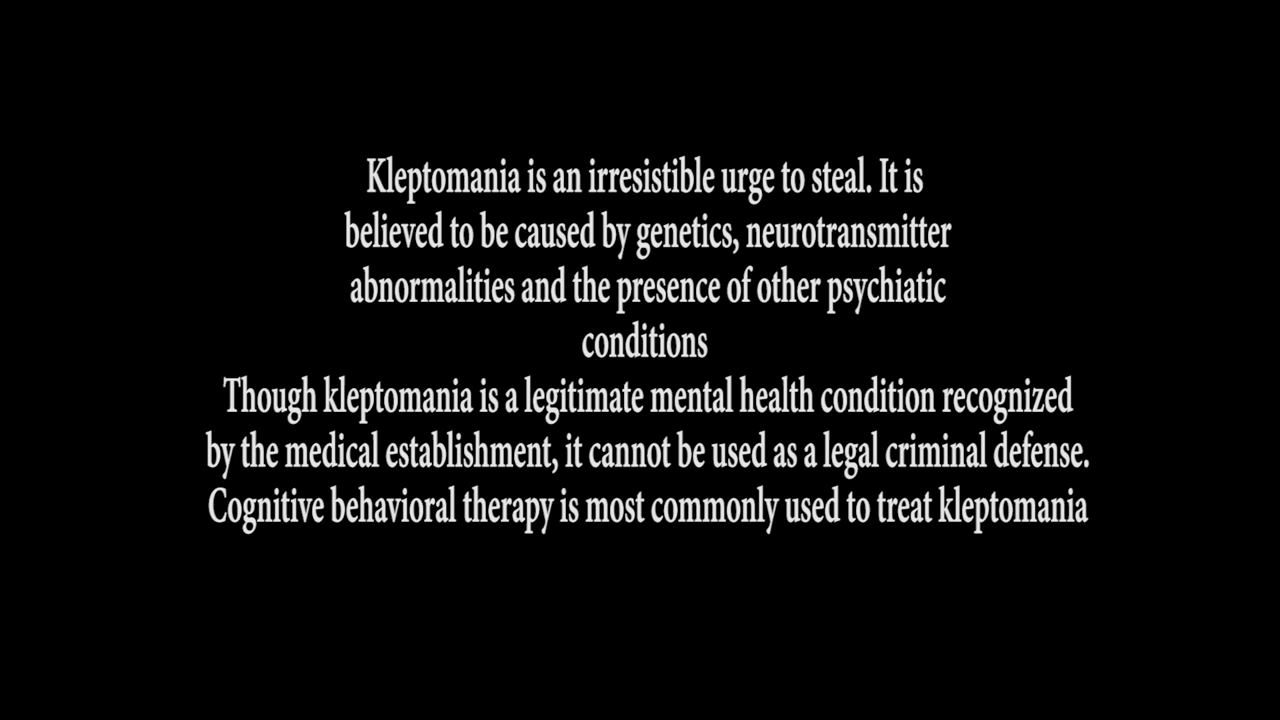 Kleptomania is an irresistible urge to steal. It is
believed to be caused by genetics, neurotransmitter
abnormalities and the presence of other psychiatic
conditions
Though kleptomania is a legitimate mental health condition recognized
by the medical establishment, it cannot be used as a legal criminal defense.
Cognitive behavioral therapy is most commonly used to treat kleptomania